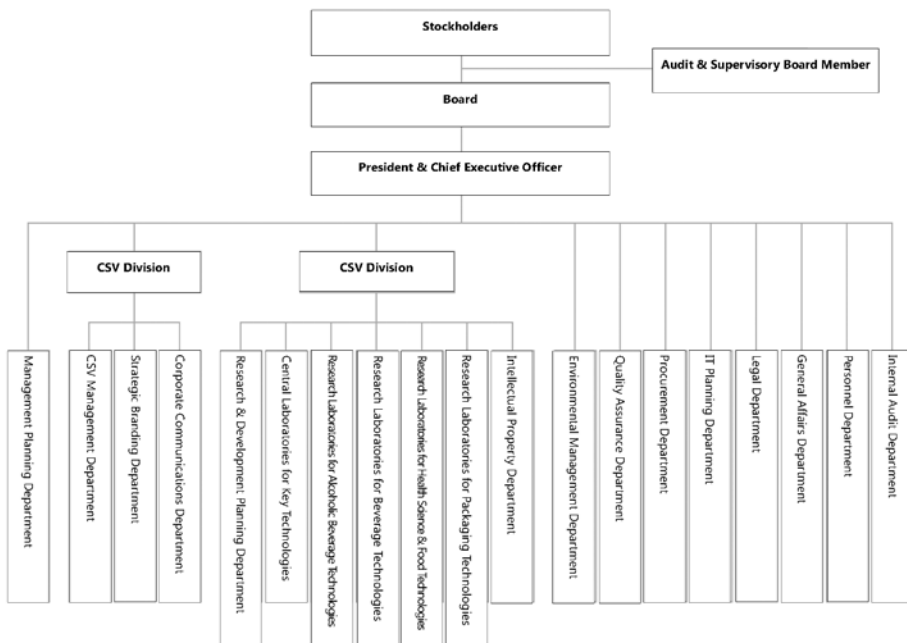 Stockholders
Audit & Supervisory Board Member
Board
President & Chief Executive Officer
CSV Division
CSV Division
Management Planning Department
CSV Management Department
Strategic Branding Department
Corporate Communications Department
Research & Development Planning Department
Central Laboratories for Key Technologies
Research Laboratories for Alcoholic Beverage Technologies
Research Laboratories for Beverage Technologies
Research Laboratories for Health Science & Food Technologies
Research Laboratories for Packaging Technologies
Intellectual Property Department
Environmental Management Department
Quality Assurance Department
Procurement Department
IT Planning Department
Legal Department
General Affairs Department
Personnel Department
Internal Audit Department